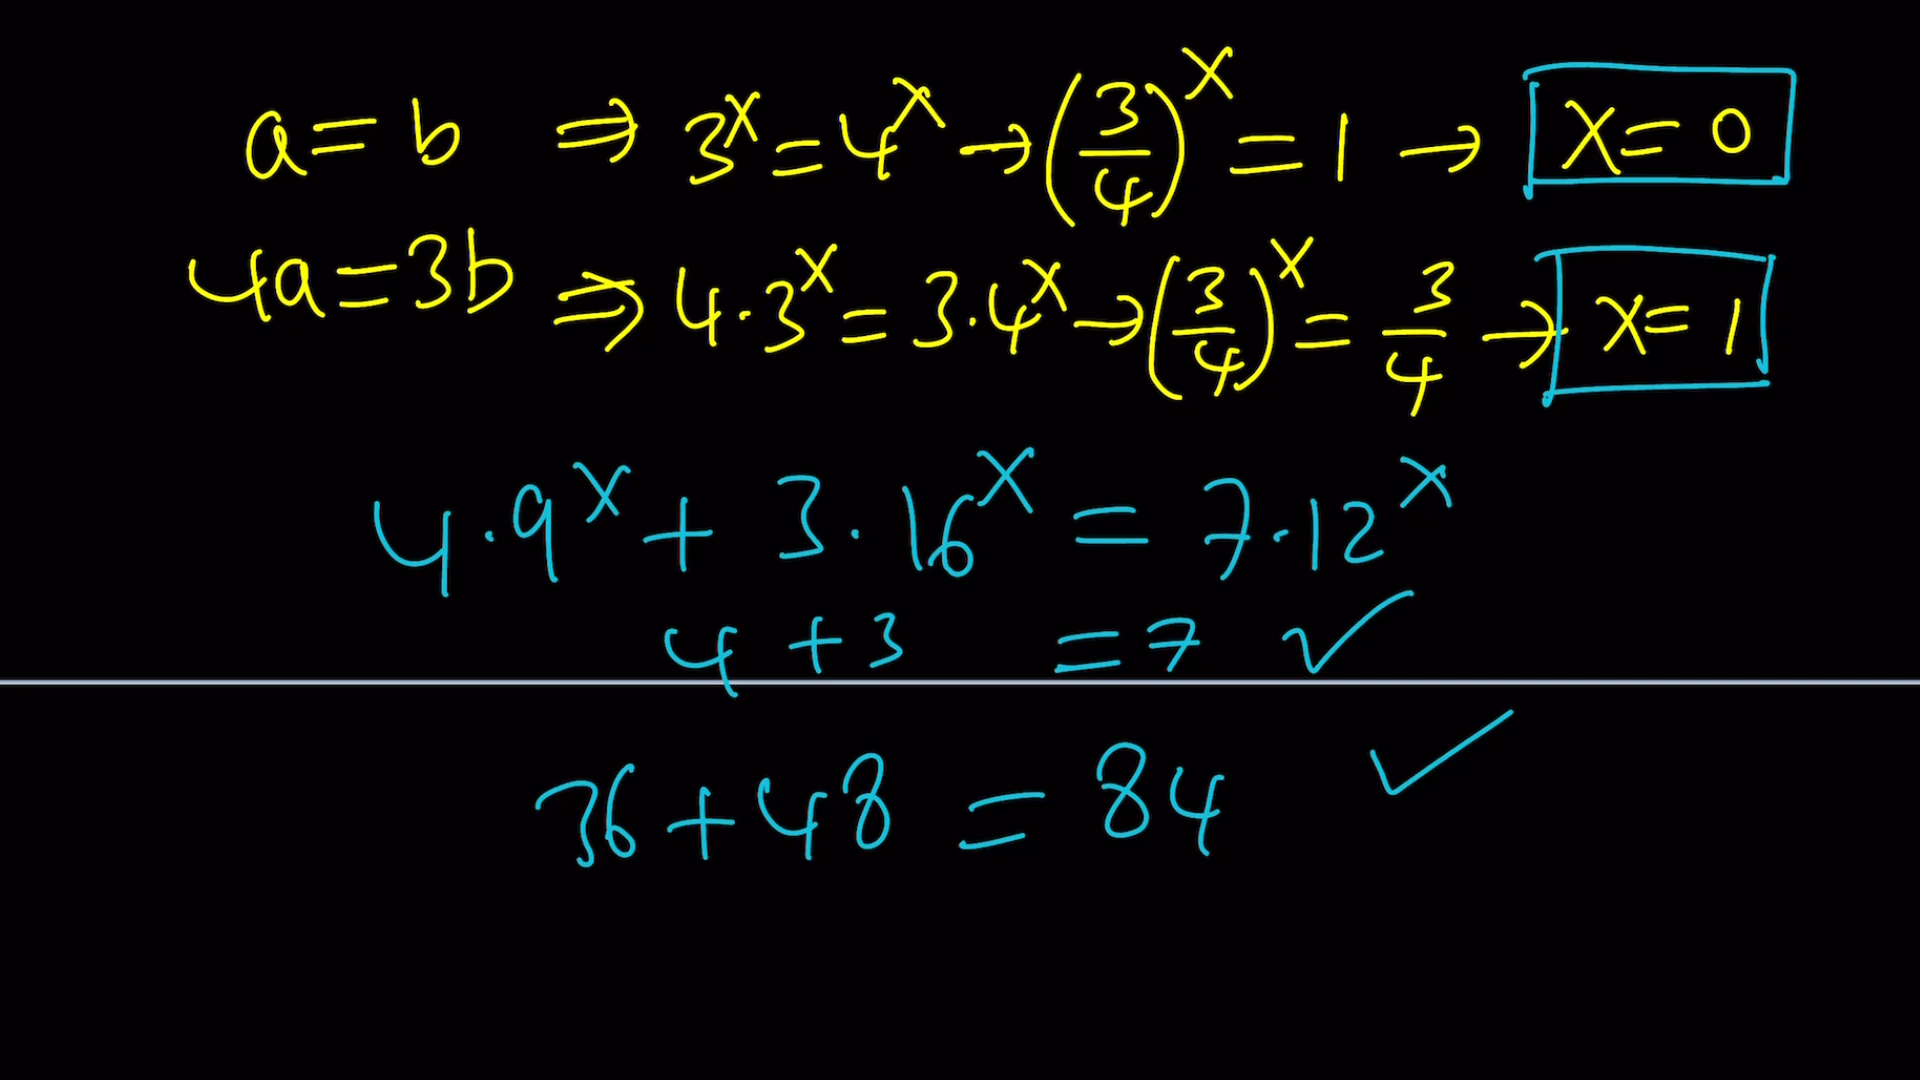 a = b ⇒ 3^x = 4^x → (3/4)^x = 1 → x = 0
4a = 3b ⇒ 4·3^x = 3·4^x → (3/4)^x = 3/4 → x = 1
4·9^x + 3·16^x = 7·12^x
4 + 3 = 7 ✓
36 + 48 = 84 ✓